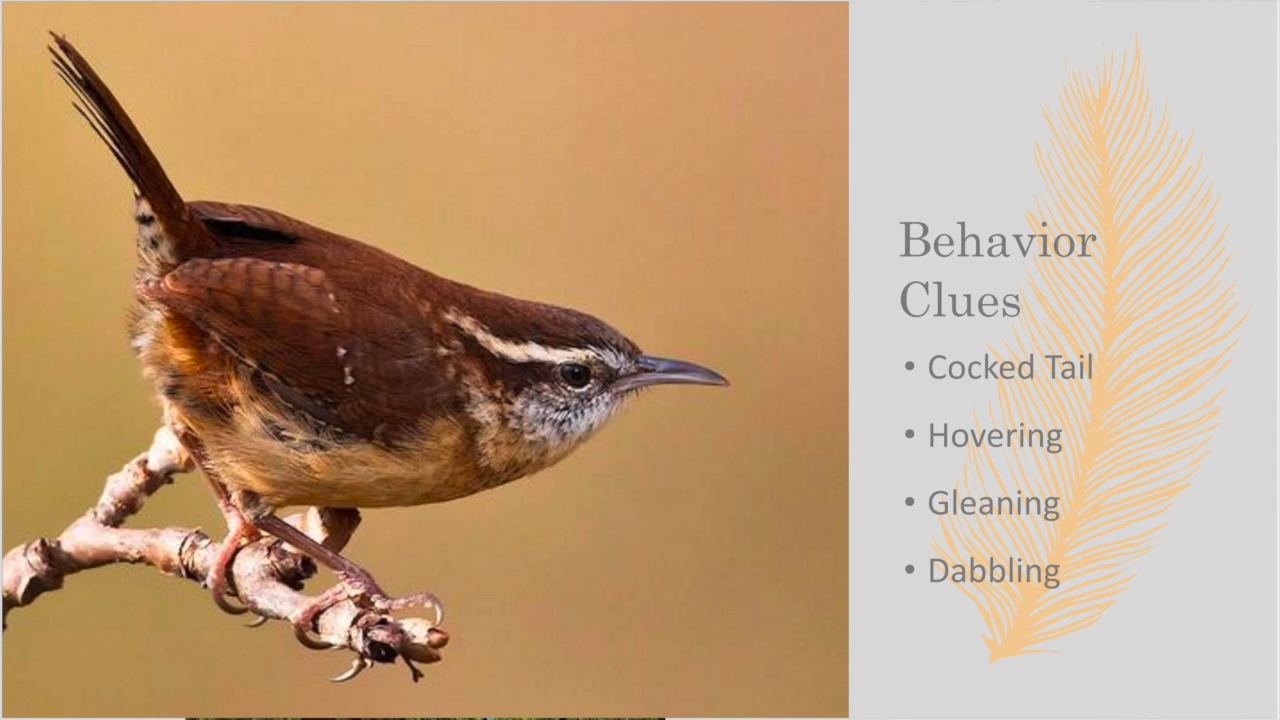 Behavior
Clues
• Cocked Tail
• Hovering
• Gleaning
• Dabbling